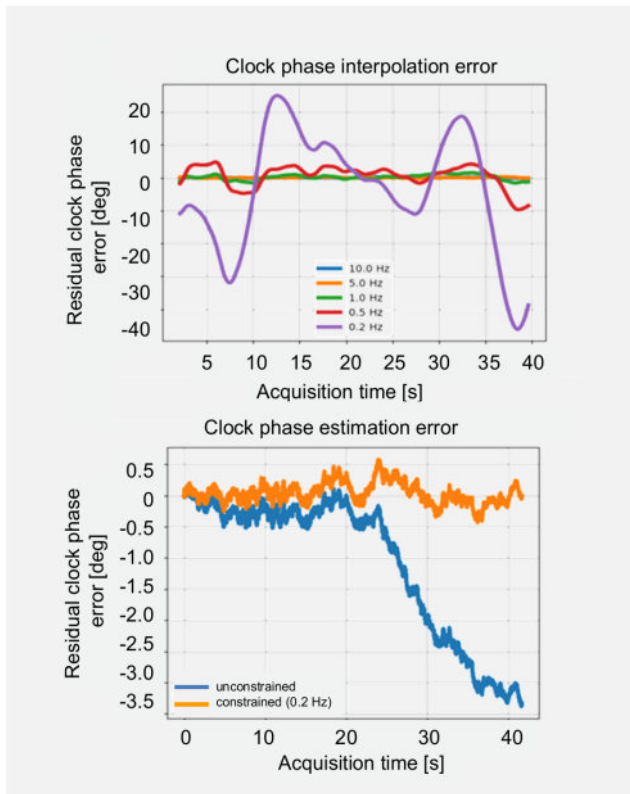 Clock phase interpolation error
20
10
0
-10
-20
-30
-40
Residual clock phase
error [deg]
10.0 Hz
5.0 Hz
1.0 Hz
0.5 Hz
0.2 Hz
5 10 15 20 25 30 35 40
Acquisition time [s]
Clock phase estimation error
0.5
0
-0.5
-1.0
-1.5
-2.0
-2.5
-3.0
-3.5
Residual clock phase
error [deg]
unconstrained
constrained (0.2 Hz)
0 10 20 30 40
Acquisition time [s]